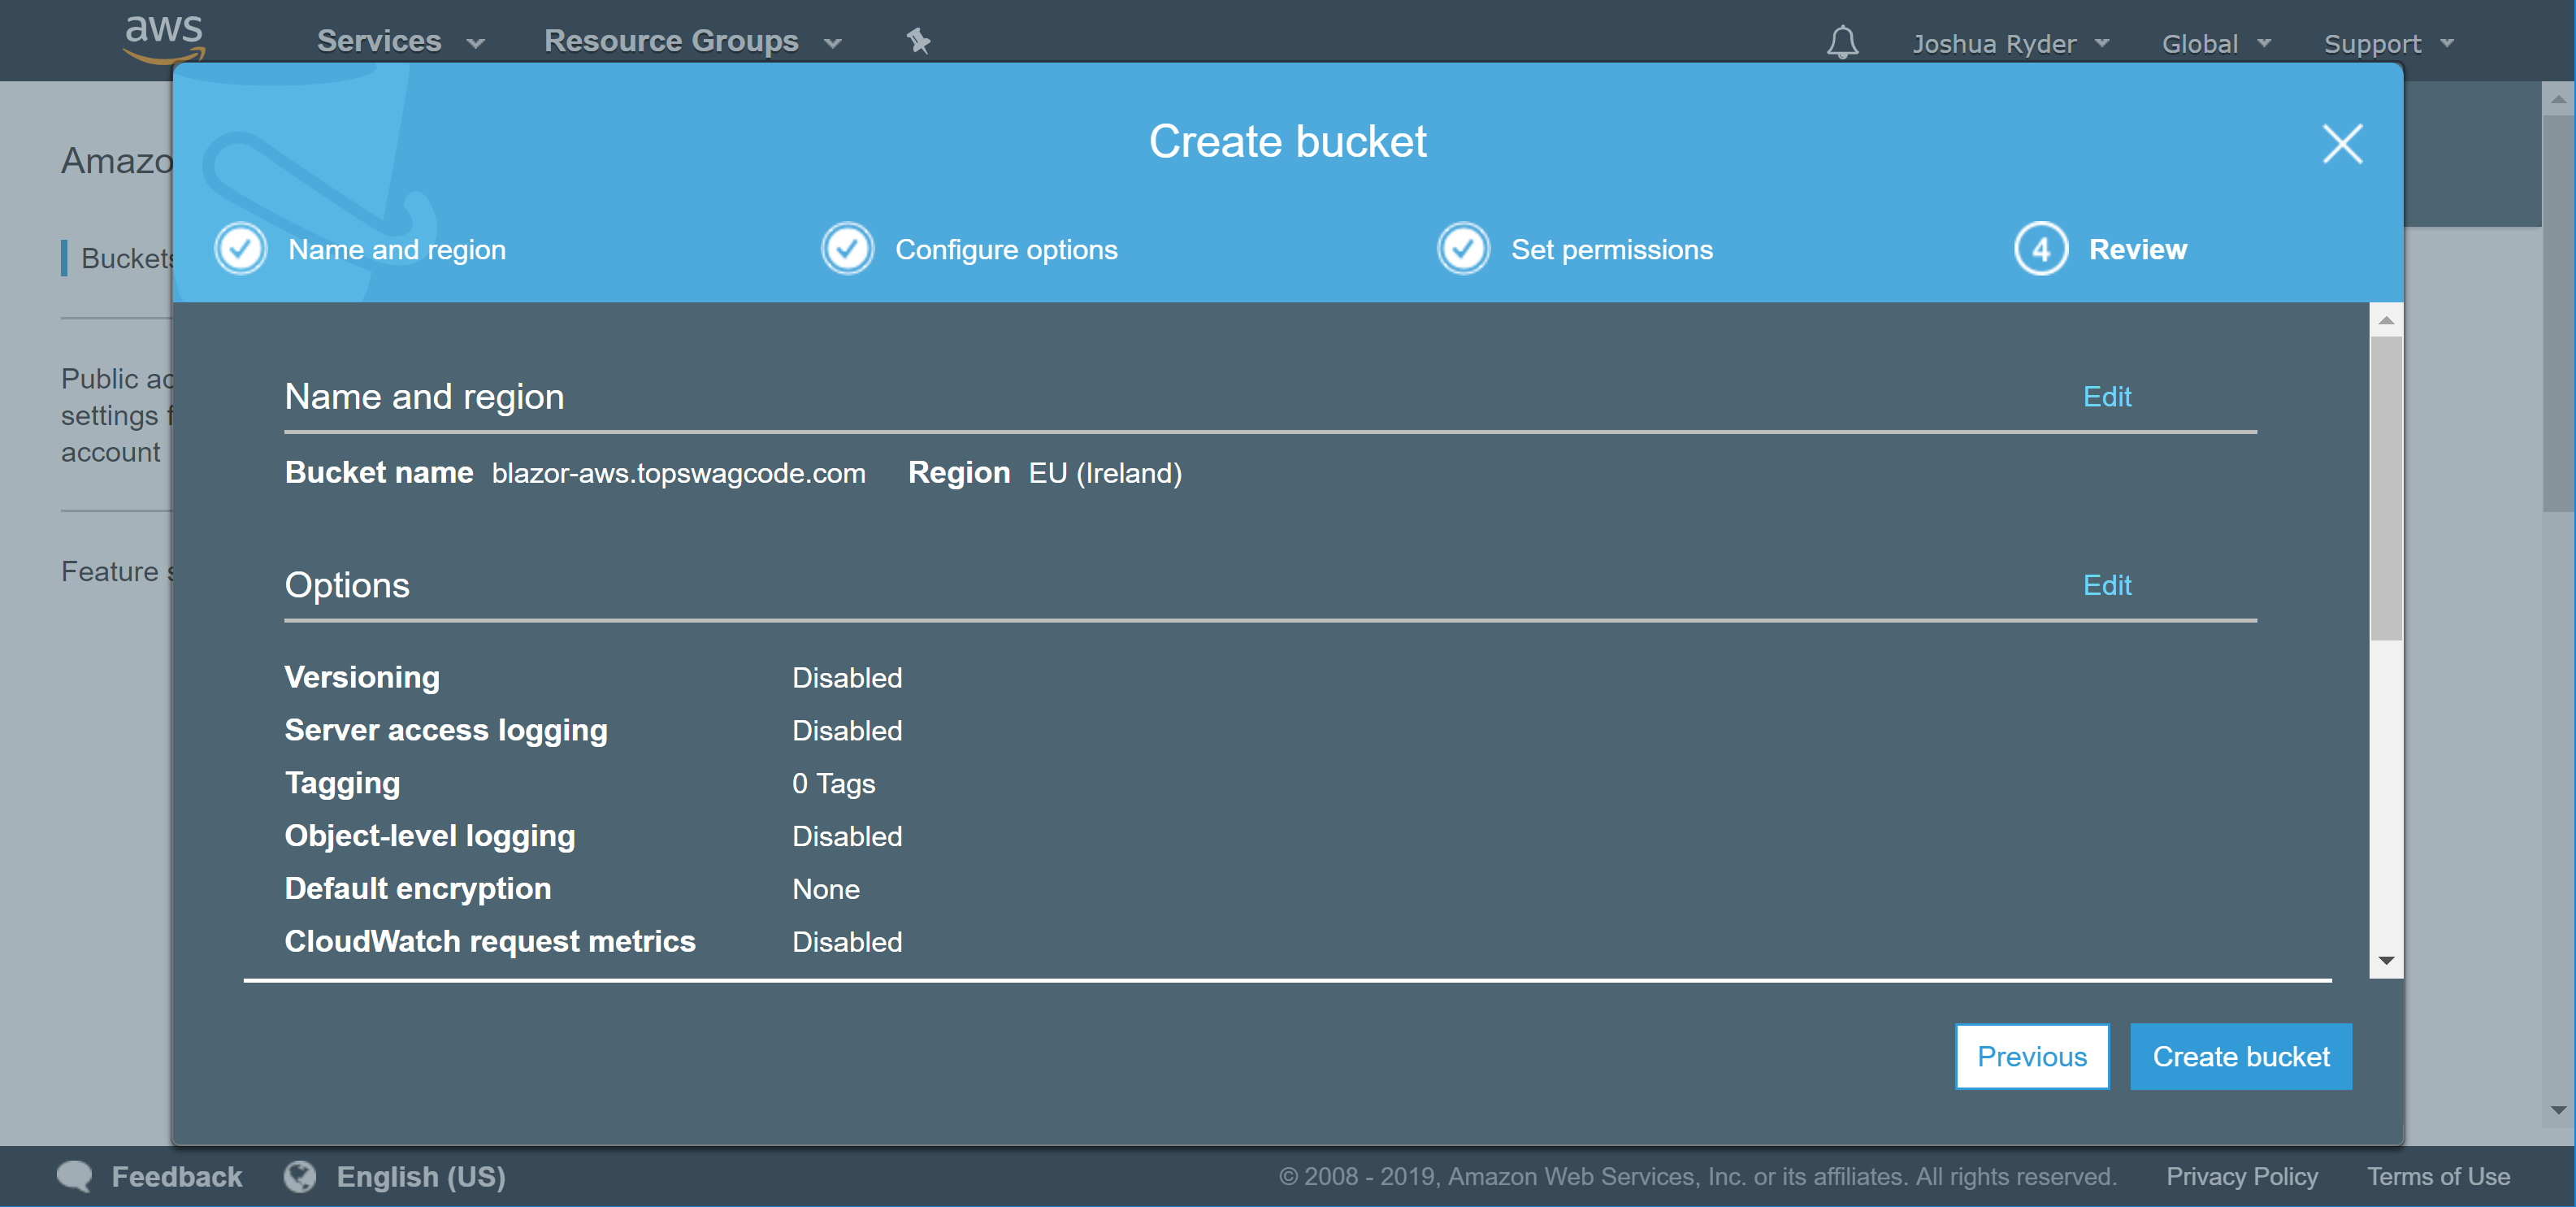 aws Services Resource Groups Joshua Ryder Global Support
Create bucket
Name and region Configure options Set permissions 4 Review
Amazo
Buckets
Public ac
settings f
account
Feature s
Name and region Edit
Bucket name blazor-aws.topswagcode.com Region EU (Ireland)
Options Edit
Versioning Disabled
Server access logging Disabled
Tagging 0 Tags
Object-level logging Disabled
Default encryption None
CloudWatch request metrics Disabled
Previous Create bucket
Feedback English (US) © 2008 - 2019, Amazon Web Services, Inc. or its affiliates. All rights reserved. Privacy Policy Terms of Use